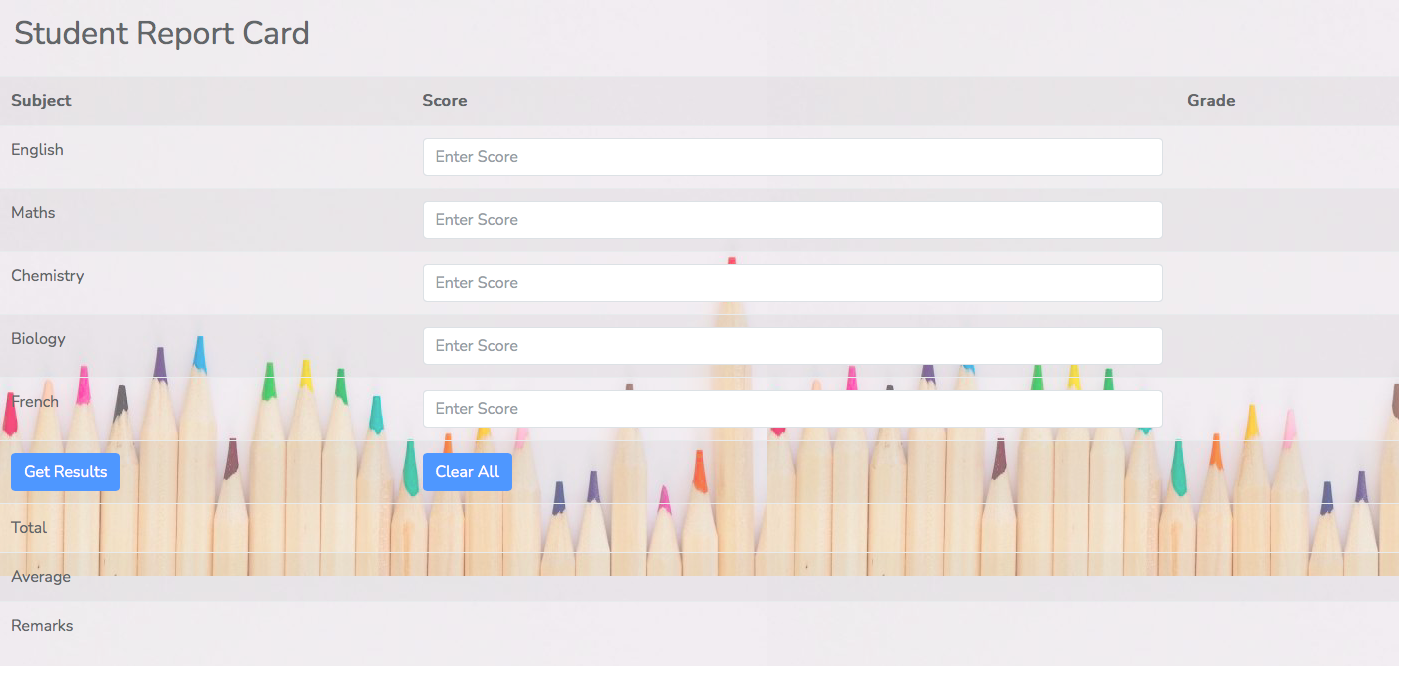 Student Report Card
Subject Score Grade
English Enter Score
Maths Enter Score
Chemistry Enter Score
Biology Enter Score
French Enter Score
Get Results Clear All
Total
Average
Remarks